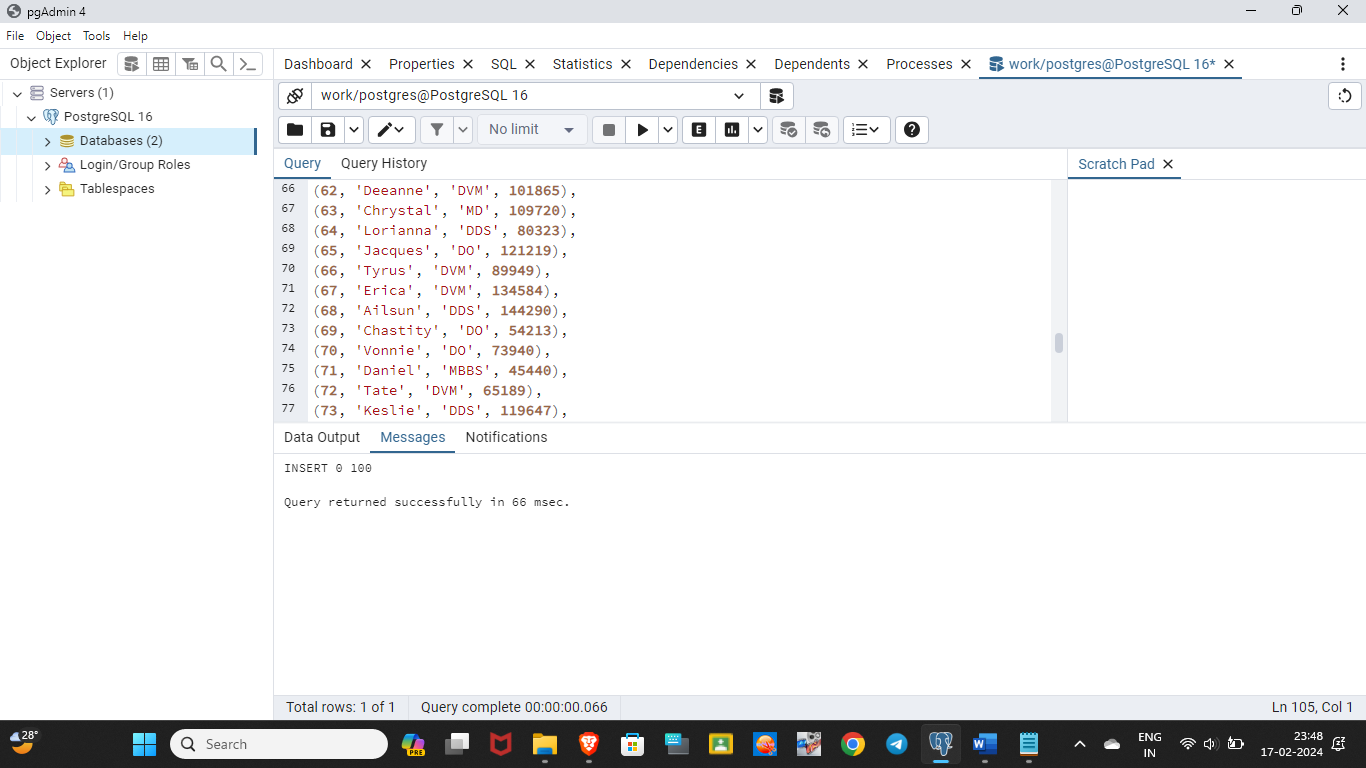 pgAdmin 4
File Object Tools Help
Object Explorer
Dashboard Properties SQL Statistics Dependencies Dependents Processes work/postgres@PostgreSQL 16*
Servers (1)
PostgreSQL 16
Databases (2)
Login/Group Roles
Tablespaces
work/postgres@PostgreSQL 16
No limit
E
Query Query History
Scratch Pad
66 (62, 'Deeanne', 'DVM', 101865),
67 (63, 'Chrystal', 'MD', 109720),
68 (64, 'Lorianna', 'DDS', 80323),
69 (65, 'Jacques', 'DO', 121219),
70 (66, 'Tyrus', 'DVM', 89949),
71 (67, 'Erica', 'DVM', 134584),
72 (68, 'Ailsun', 'DDS', 144290),
73 (69, 'Chastity', 'DO', 54213),
74 (70, 'Vonnie', 'DO', 73940),
75 (71, 'Daniel', 'MBBS', 45440),
76 (72, 'Tate', 'DVM', 65189),
77 (73, 'Keslie', 'DDS', 119647),
Data Output Messages Notifications
INSERT 0 100
Query returned successfully in 66 msec.
Total rows: 1 of 1 Query complete 00:00:00.066 Ln 105, Col 1
28°
Search
PRE
ENG
IN
23:48
17-02-2024